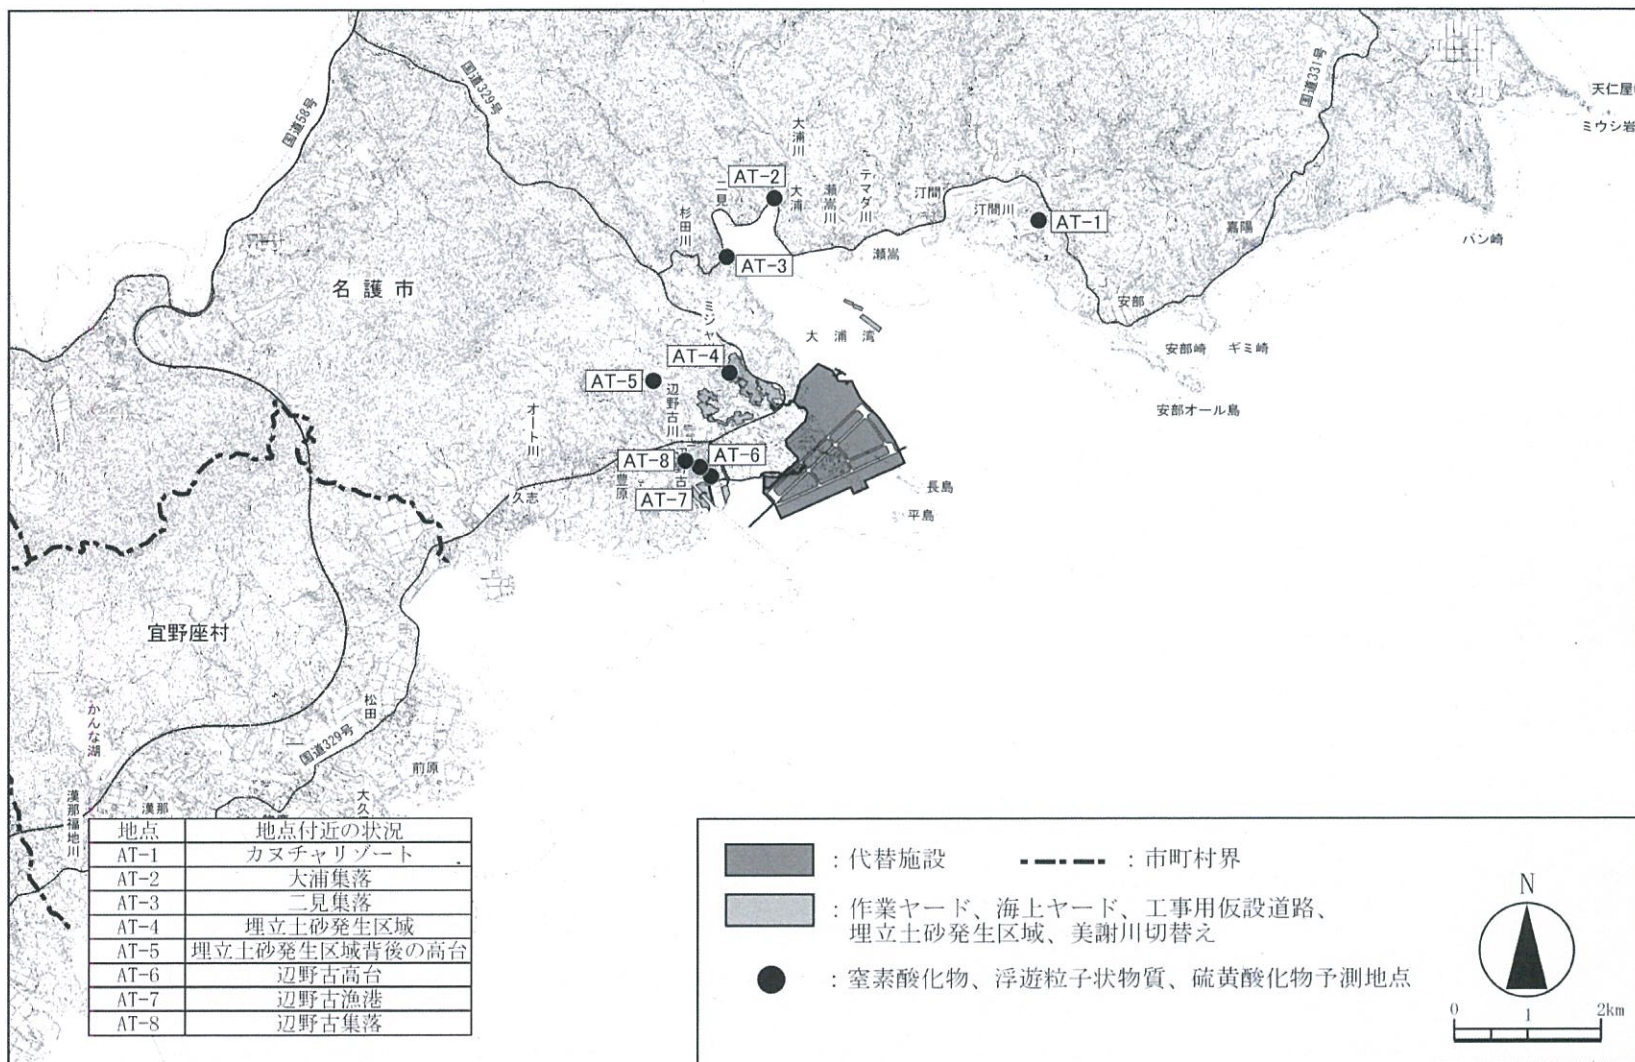 国道58号
国道329号
国道331号
天仁屋
ミウシ岩
大浦川
AT-2
二見
大浦
瀬嵩川
テマダ川
汀間
汀間川
AT-1
嘉陽
バン崎
杉田川
AT-3
瀬嵩
名護市
安部
ミジャ
大浦湾
安部崎
ギミ崎
AT-4
AT-5
安部オール島
辺野古川
オート川
AT-8
AT-6
辺野古
豊原
AT-7
久志
長島
平島
宜野座村
かんな湖
松田
国道329号
前原
漢那
大久
漢那福地川
地点 地点付近の状況
AT-1 カヌチャリゾート
AT-2 大浦集落
AT-3 二見集落
AT-4 埋立土砂発生区域
AT-5 埋立土砂発生区域背後の高台
AT-6 辺野古高台
AT-7 辺野古漁港
AT-8 辺野古集落
：代替施設
：市町村界
：作業ヤード、海上ヤード、工事用仮設道路、
埋立土砂発生区域、美謝川切替え
：窒素酸化物、浮遊粒子状物質、硫黄酸化物予測地点
N
0 1 2km